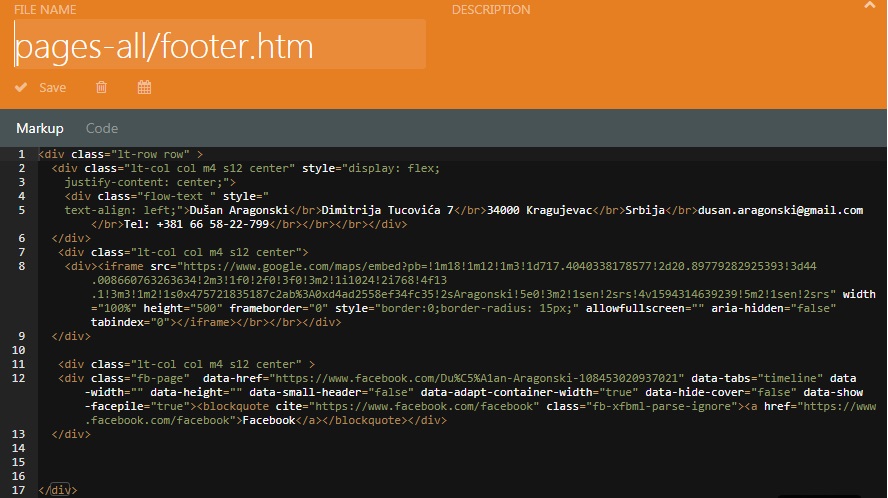 FILE NAME
DESCRIPTION
pages-all/footer.htm
Save
Markup Code
1 <div class="lt-row row" >
2 <div class="lt-col col m4 s12 center" style="display: flex;
3 justify-content: center;">
4 <div class="flow-text " style="
5 text-align: left;">Dušan Aragonski</br>Dimitrija Tucovića 7</br>34000 Kragujevac</br>Srbija</br>dusan.aragonski@gmail.com
</br>Tel: +381 66 58-22-799</br></br></br></div>
6 </div>
7 <div class="lt-col col m4 s12 center">
8 <div><iframe src="https://www.google.com/maps/embed?pb=!1m18!1m12!1m3!1d717.4040338178577!2d20.89779282925393!3d44
.008660763263634!2m3!1f0!2f0!3f0!3m2!1i1024!2i768!4f13
.1!3m3!1m2!1s0x475721835187c2ab%3A0xd4ad2558ef34fc35!2sAragonski!5e0!3m2!1sen!2srs!4v1594314639239!5m2!1sen!2srs" width
="100%" height="500" frameborder="0" style="border:0;border-radius: 15px;" allowfullscreen="" aria-hidden="false"
tabindex="0"></iframe></br></br></div>
9 </div>
10
11 <div class="lt-col col m4 s12 center" >
12 <div class="fb-page"  data-href="https://www.facebook.com/Du%C5%A1an-Aragonski-108453020937021" data-tabs="timeline" data
-width="" data-height="" data-small-header="false" data-adapt-container-width="true" data-hide-cover="false" data-show
-facepile="true"><blockquote cite="https://www.facebook.com/facebook" class="fb-xfbml-parse-ignore"><a href="https://www
.facebook.com/facebook">Facebook</a></blockquote></div>
13 </div>
14
15
16
17 </div>